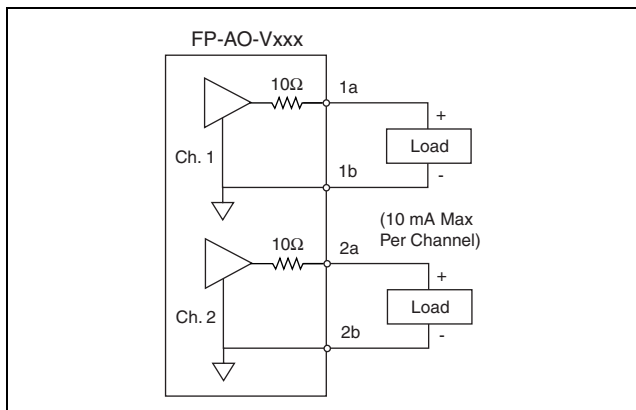 FP-AO-Vxxx
10Ω
1a
+
Load
-
Ch. 1
1b
(10 mA Max
Per Channel)
10Ω
2a
+
Load
-
Ch. 2
2b